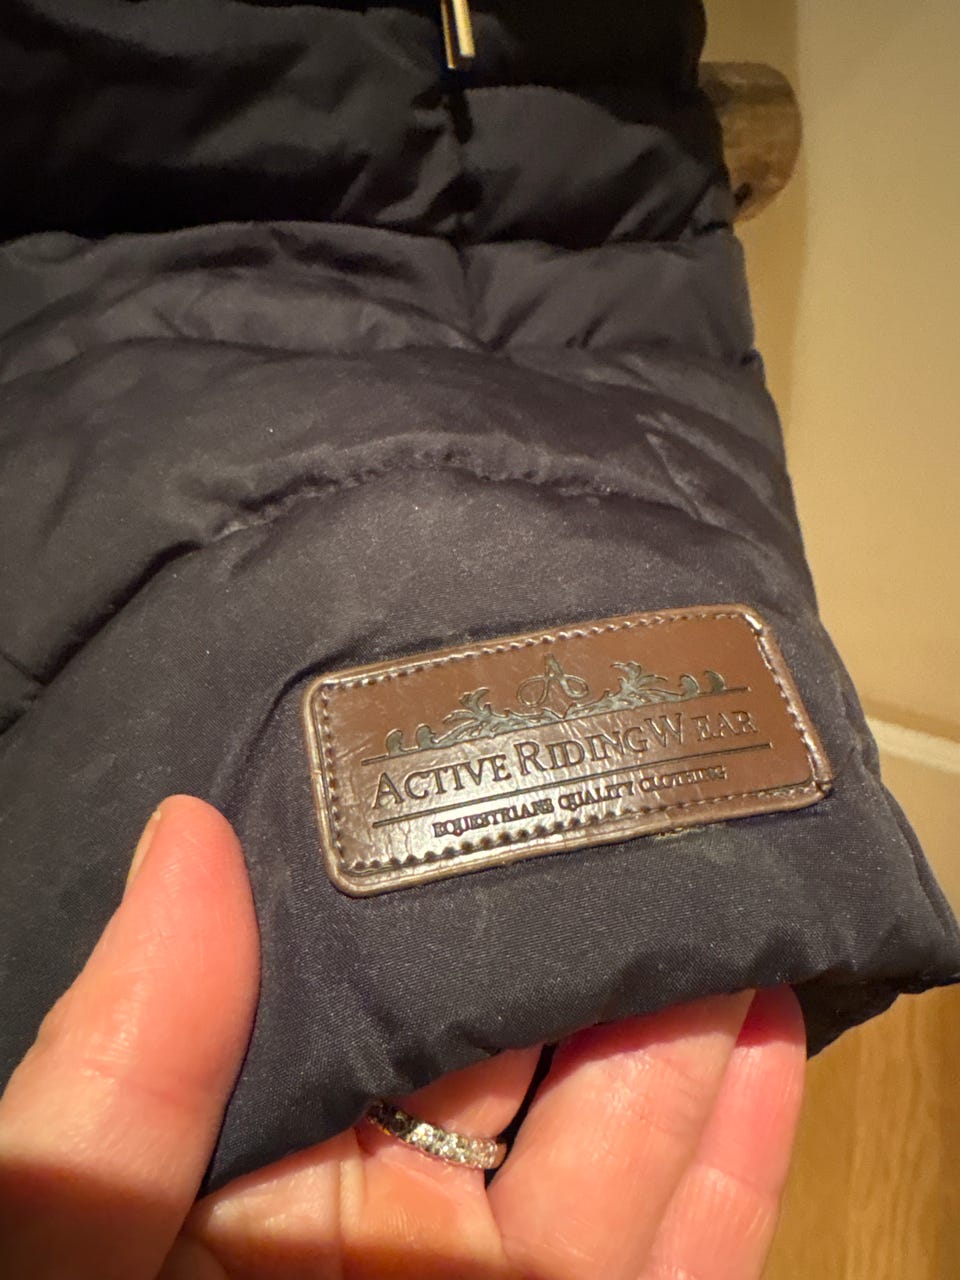 ACTIVE RIDING WEAR
EQUESTRIANS QUALITY CLOTHING